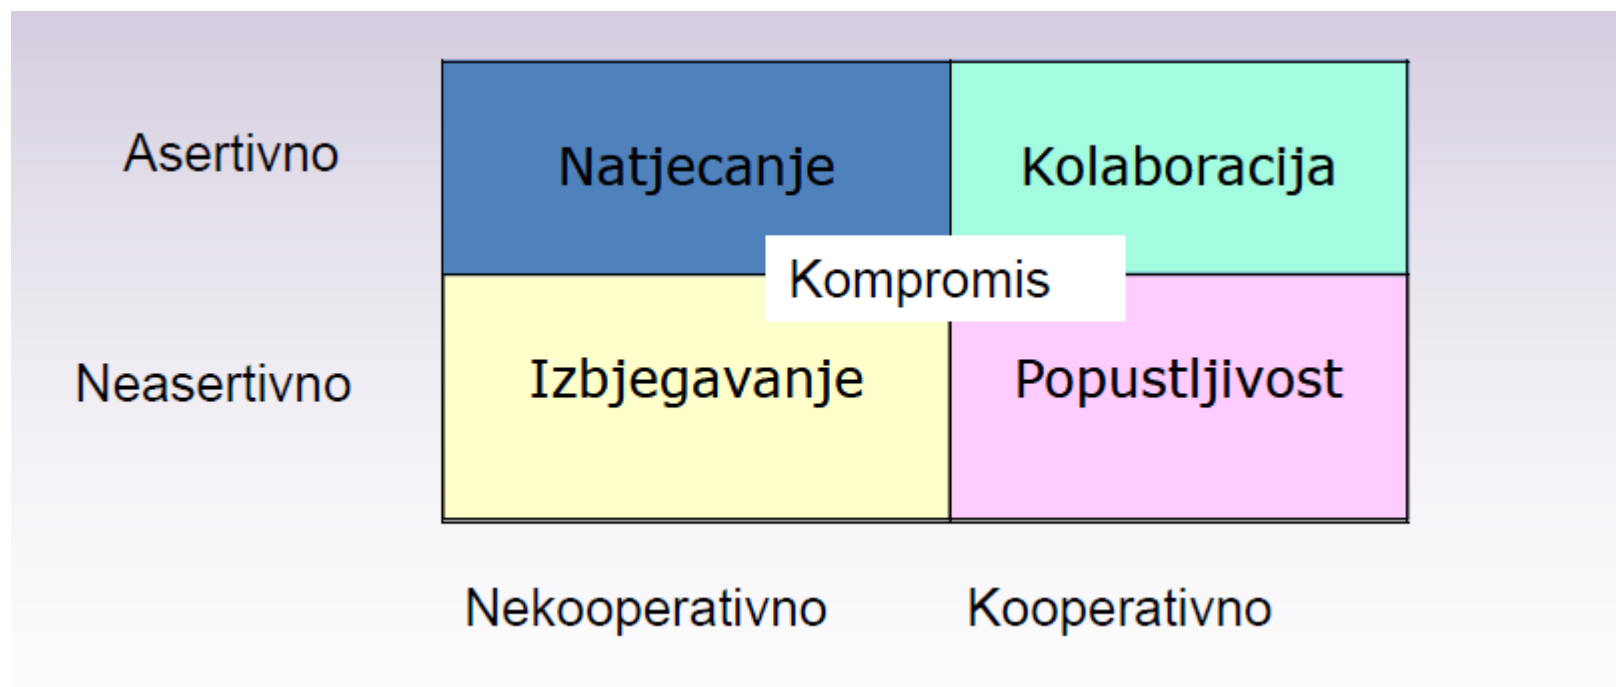 Asertivno
Natjecanje
Kolaboracija
Kompromis
Neasertivno
Izbjegavanje
Popustljivost
Nekooperativno
Kooperativno